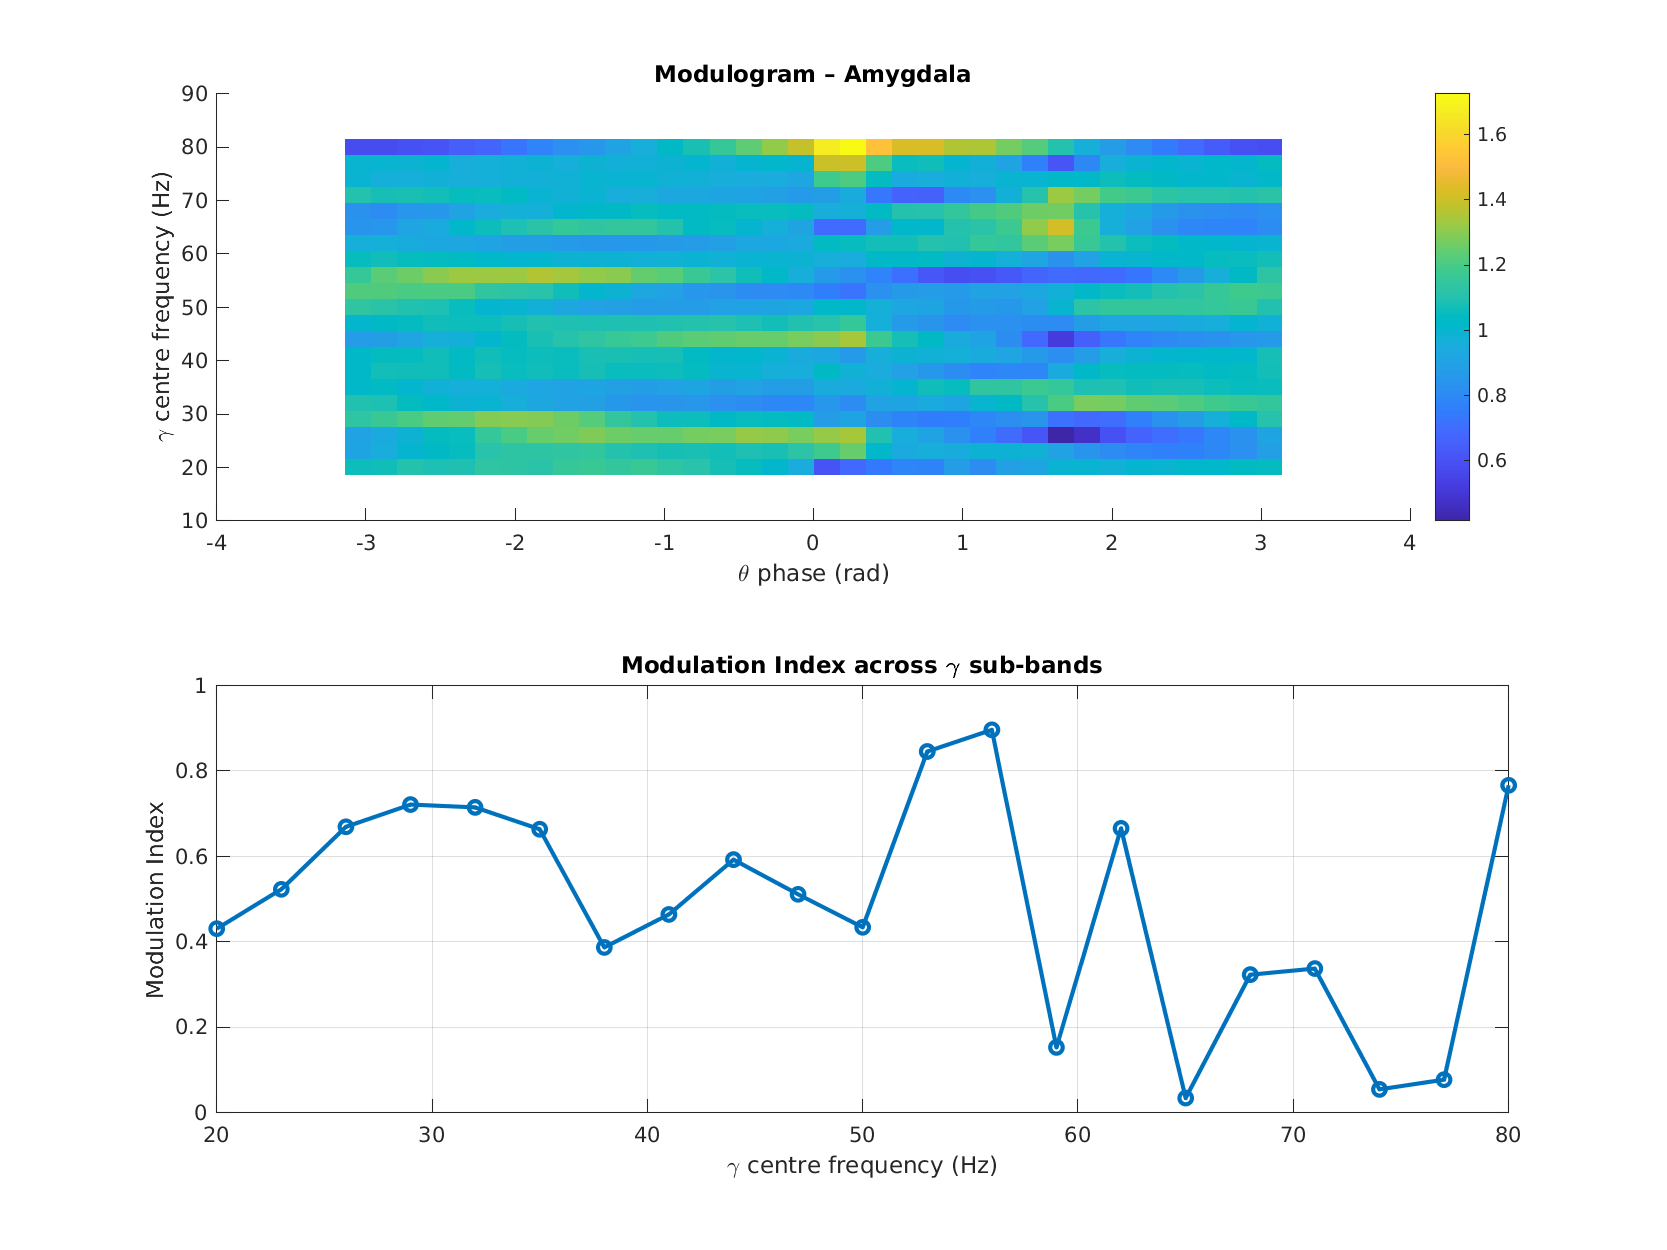 Modulogram – Amygdala
90
80
70
60
50
40
30
20
10
γ centre frequency (Hz)
-4 -3 -2 -1 0 1 2 3 4
θ phase (rad)
1.6
1.4
1.2
1
0.8
0.6
Modulation Index across γ sub-bands
1
0.8
0.6
0.4
0.2
0
Modulation Index
20 30 40 50 60 70 80
γ centre frequency (Hz)